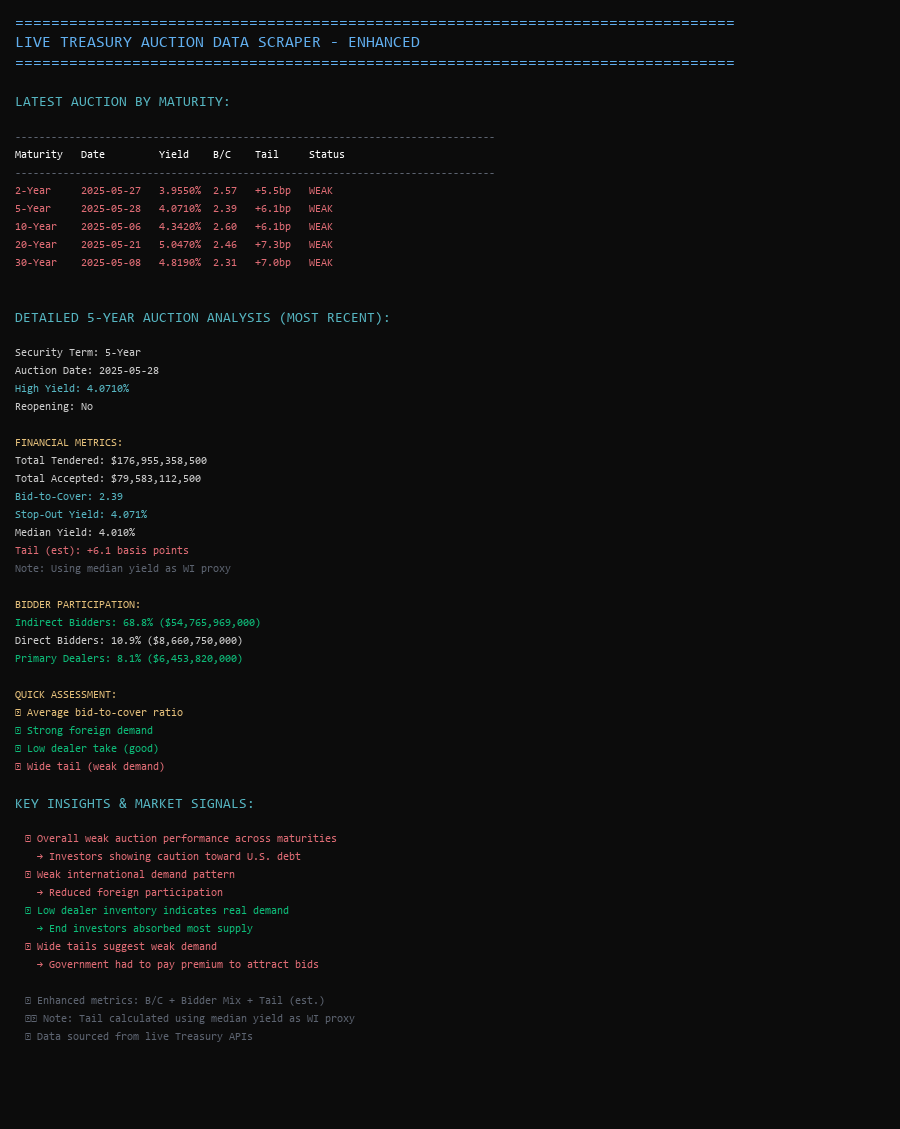 ================================================================================
LIVE TREASURY AUCTION DATA SCRAPER - ENHANCED
================================================================================
LATEST AUCTION BY MATURITY:
--------------------------------------------------------------------------------
Maturity   Date         Yield    B/C    Tail     Status
--------------------------------------------------------------------------------
2-Year     2025-05-27   3.9550%  2.57   +5.5bp   WEAK
5-Year     2025-05-28   4.0710%  2.39   +6.1bp   WEAK
10-Year    2025-05-06   4.3420%  2.60   +6.1bp   WEAK
20-Year    2025-05-21   5.0470%  2.46   +7.3bp   WEAK
30-Year    2025-05-08   4.8190%  2.31   +7.0bp   WEAK
DETAILED 5-YEAR AUCTION ANALYSIS (MOST RECENT):
Security Term: 5-Year
Auction Date: 2025-05-28
High Yield: 4.0710%
Reopening: No
FINANCIAL METRICS:
Total Tendered: $176,955,358,500
Total Accepted: $79,583,112,500
Bid-to-Cover: 2.39
Stop-Out Yield: 4.071%
Median Yield: 4.010%
Tail (est): +6.1 basis points
Note: Using median yield as WI proxy
BIDDER PARTICIPATION:
Indirect Bidders: 68.8% ($54,765,969,000)
Direct Bidders: 10.9% ($8,660,750,000)
Primary Dealers: 8.1% ($6,453,820,000)
QUICK ASSESSMENT:
Average bid-to-cover ratio
Strong foreign demand
Low dealer take (good)
Wide tail (weak demand)
KEY INSIGHTS & MARKET SIGNALS:
Overall weak auction performance across maturities
→ Investors showing caution toward U.S. debt
Weak international demand pattern
→ Reduced foreign participation
Low dealer inventory indicates real demand
→ End investors absorbed most supply
Wide tails suggest weak demand
→ Government had to pay premium to attract bids
Enhanced metrics: B/C + Bidder Mix + Tail (est.)
Note: Tail calculated using median yield as WI proxy
Data sourced from live Treasury APIs